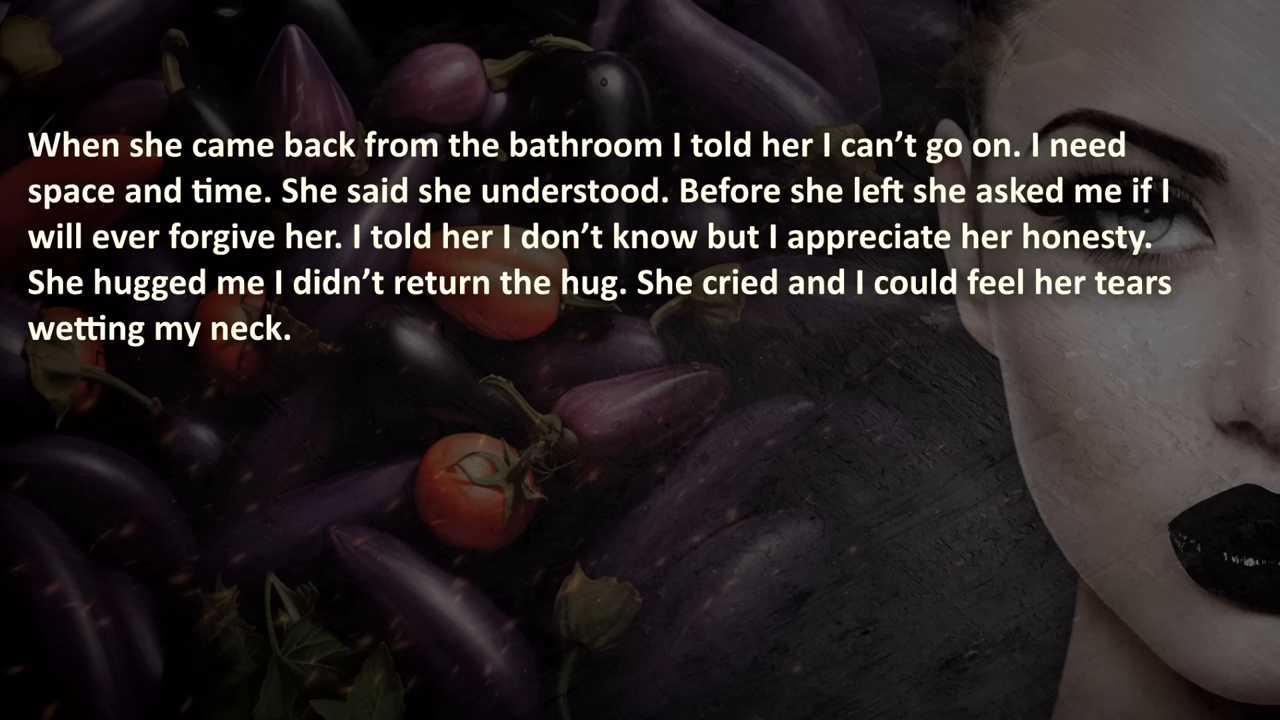 When she came back from the bathroom I told her I can’t go on. I need
space and time. She said she understood. Before she left she asked me if I
will ever forgive her. I told her I don’t know but I appreciate her honesty.
She hugged me I didn’t return the hug. She cried and I could feel her tears
wetting my neck.